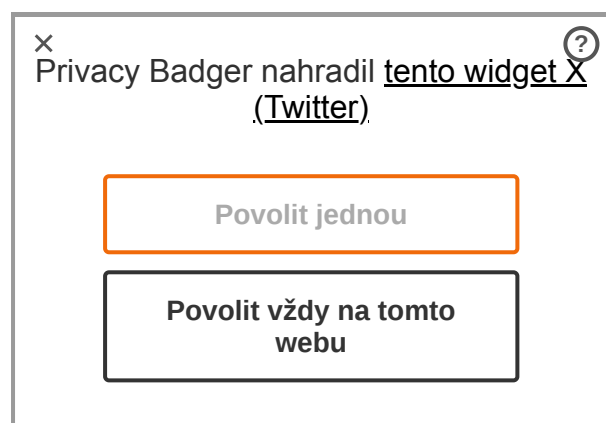 ×
?
Privacy Badger nahradil tento widget X
(Twitter)
Povolit jednou
Povolit vždy na tomto
webu